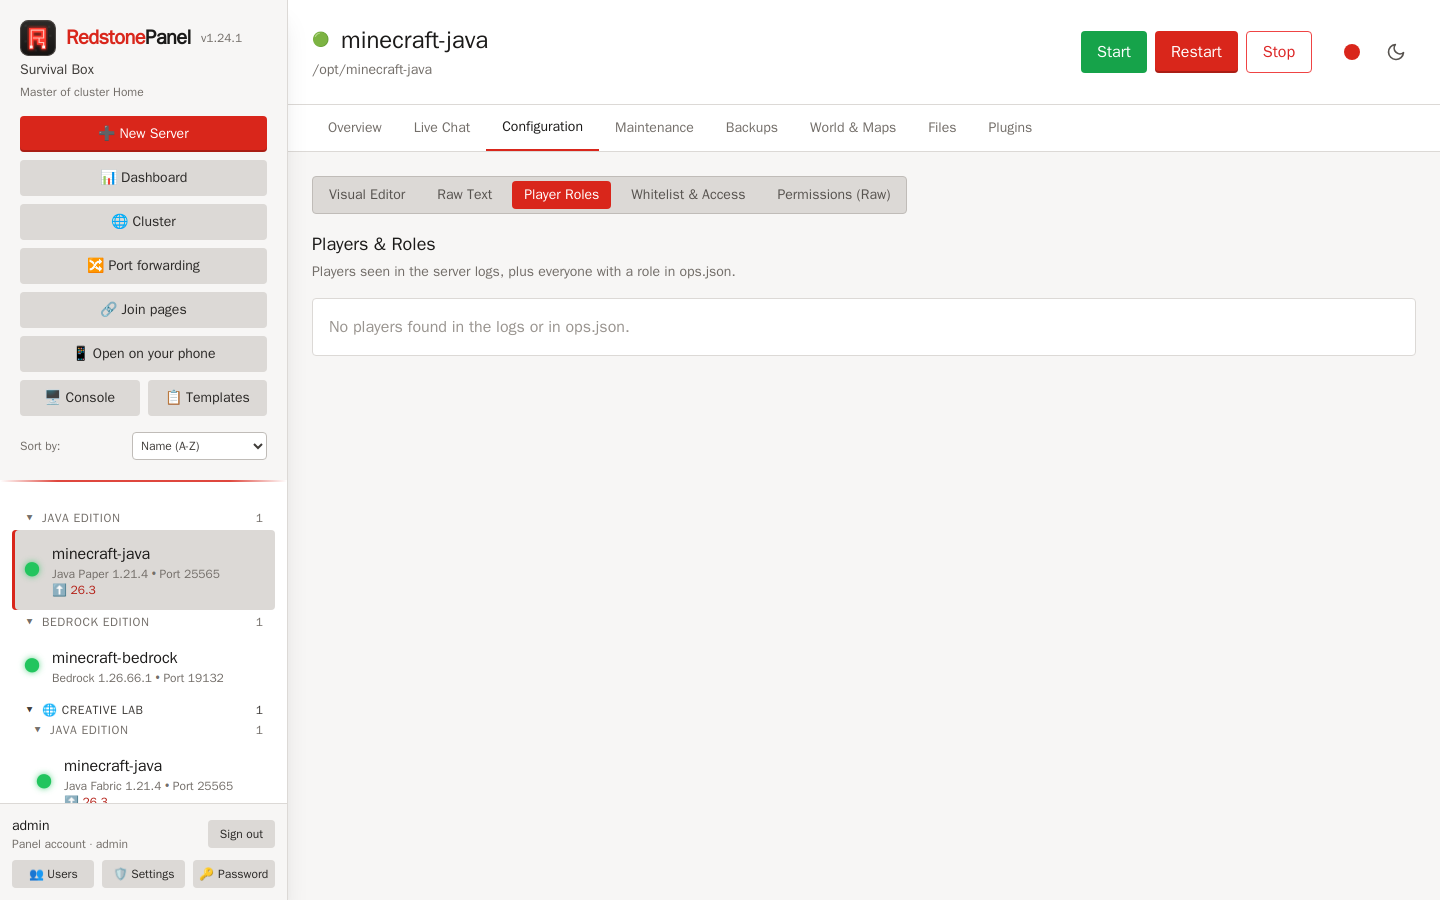 RedstonePanel v1.24.1
Survival Box
Master of cluster Home
➕ New Server
📊 Dashboard
🌐 Cluster
🔀 Port forwarding
🔗 Join pages
📱 Open on your phone
🖥️ Console
📋 Templates
Sort by:
Name (A-Z)
JAVA EDITION 1
minecraft-java
Java Paper 1.21.4 • Port 25565
⬆️ 26.3
BEDROCK EDITION 1
minecraft-bedrock
Bedrock 1.26.66.1 • Port 19132
🌐 CREATIVE LAB 1
JAVA EDITION 1
minecraft-java
Java Fabric 1.21.4 • Port 25565
⬆️ 26.3
admin
Panel account · admin
Sign out
👥 Users
🛡️ Settings
🔑 Password
minecraft-java
/opt/minecraft-java
Start
Restart
Stop
Overview
Live Chat
Configuration
Maintenance
Backups
World & Maps
Files
Plugins
Visual Editor
Raw Text
Player Roles
Whitelist & Access
Permissions (Raw)
Players & Roles
Players seen in the server logs, plus everyone with a role in ops.json.
No players found in the logs or in ops.json.